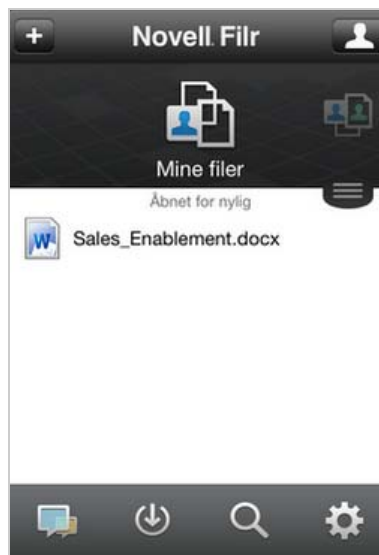 Novell Filr
Mine filer
Åbnet for nylig
Sales_Enablement.docx